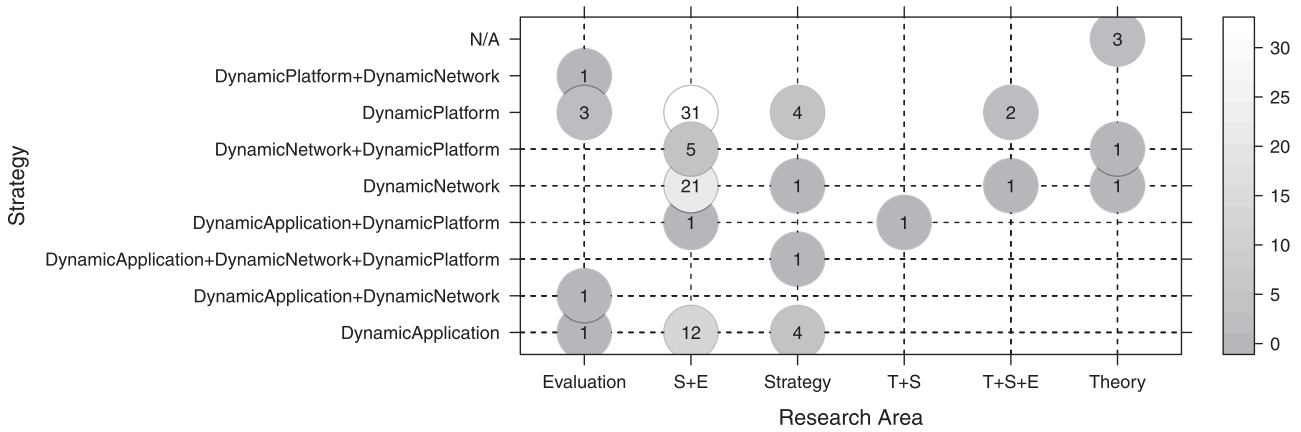 N/A
3
30
DynamicPlatform+DynamicNetwork
1
DynamicPlatform
3
31
4
2
25
DynamicNetwork+DynamicPlatform
5
1
20
DynamicNetwork
21
1
1
1
15
DynamicApplication+DynamicPlatform
1
1
10
DynamicApplication+DynamicNetwork+DynamicPlatform
1
DynamicApplication+DynamicNetwork
1
5
DynamicApplication
1
12
4
0
Strategy
Evaluation
S+E
Strategy
T+S
T+S+E
Theory
Research Area